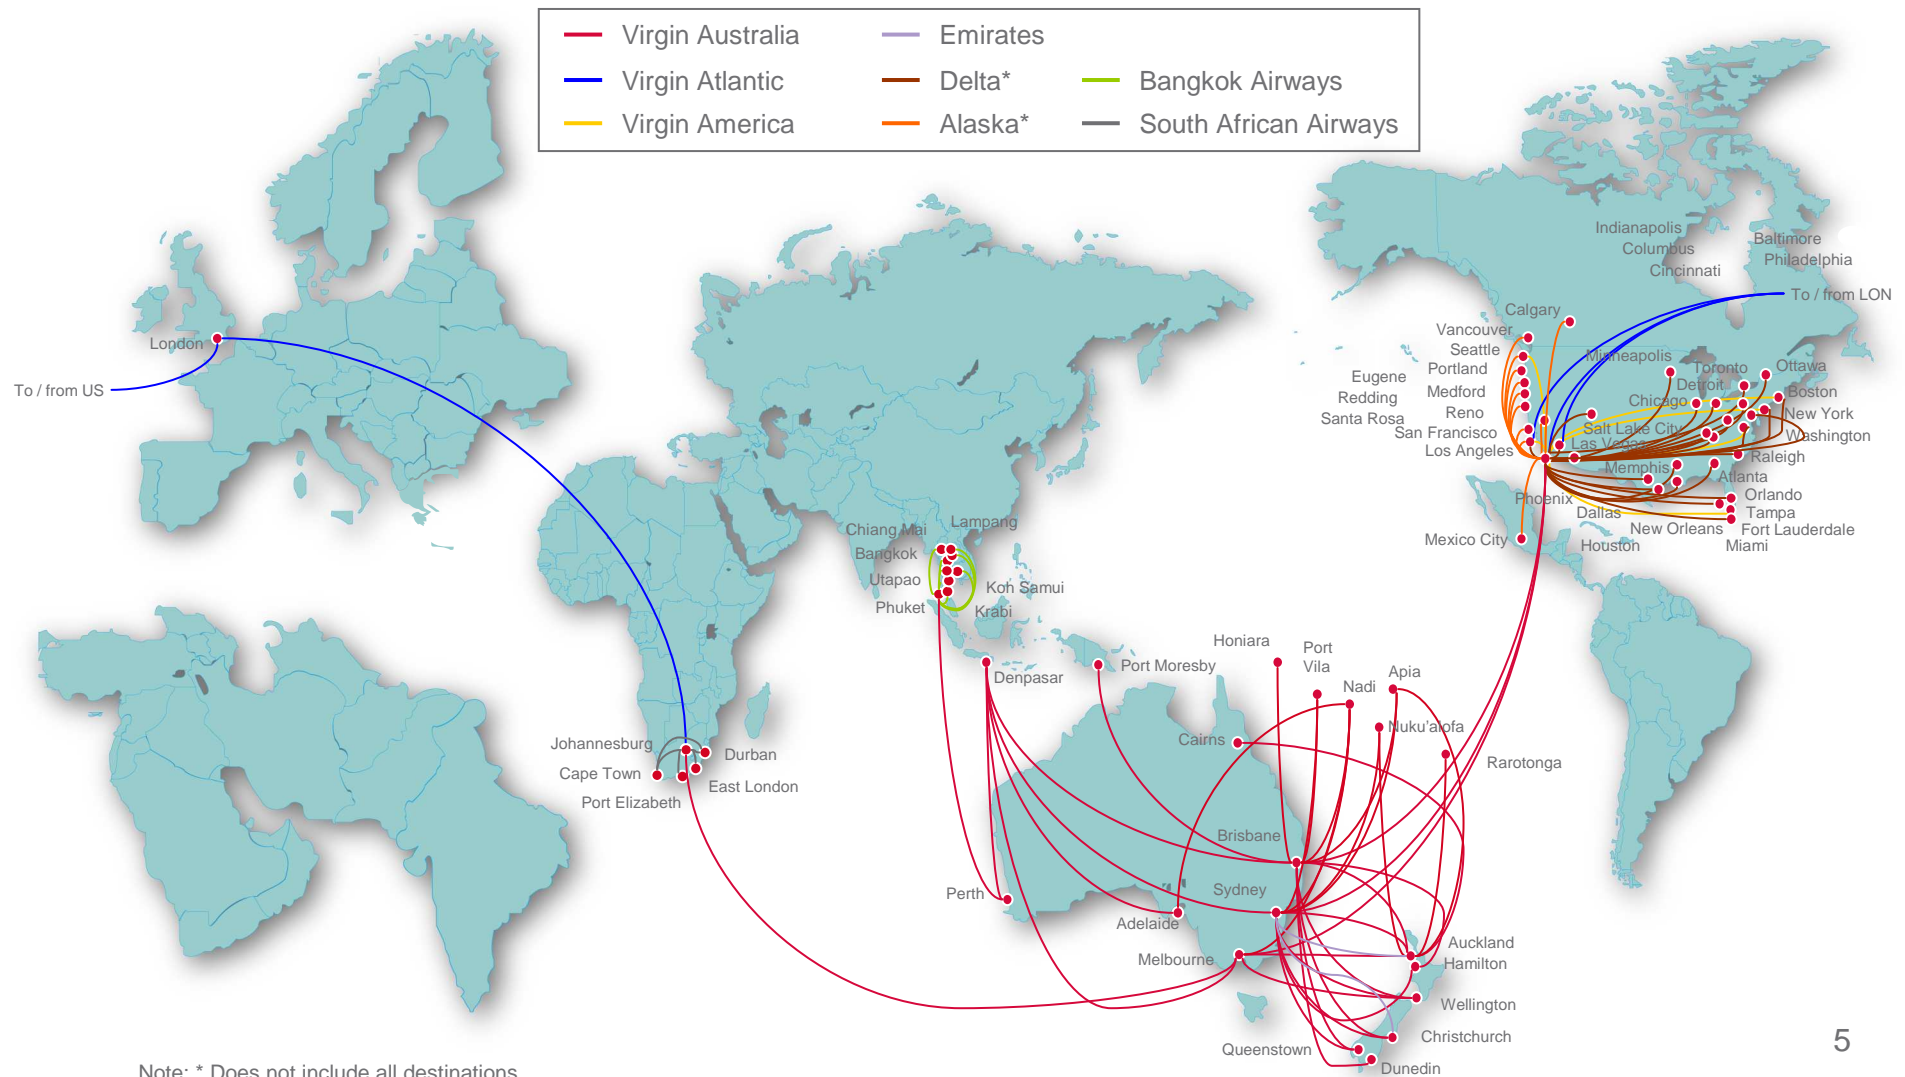 Virgin Australia
Emirates
Virgin Atlantic
Delta*
Bangkok Airways
Virgin America
Alaska*
South African Airways
London
To / from US
Indianapolis
Columbus
Cincinnati
Baltimore
Philadelphia
To / from LON
Calgary
Vancouver
Seattle
Portland
Eugene
Redding
Medford
Santa Rosa
Reno
San Francisco
Los Angeles
Minneapolis
Toronto
Ottawa
Detroit
Boston
Chicago
New York
Salt Lake City
Washington
Las Vegas
Raleigh
Memphis
Atlanta
Phoenix
Orlando
Dallas
Tampa
New Orleans
Fort Lauderdale
Houston
Miami
Mexico City
Chiang Mai
Lampang
Bangkok
Utapao
Koh Samui
Phuket
Krabi
Denpasar
Port Moresby
Honiara
Port
Vila
Nadi
Apia
Nuku'alofa
Rarotonga
Cairns
Johannesburg
Durban
Cape Town
East London
Port Elizabeth
Brisbane
Sydney
Perth
Adelaide
Melbourne
Auckland
Hamilton
Wellington
Christchurch
Queenstown
Dunedin
5
Note: * Does not include all destinations